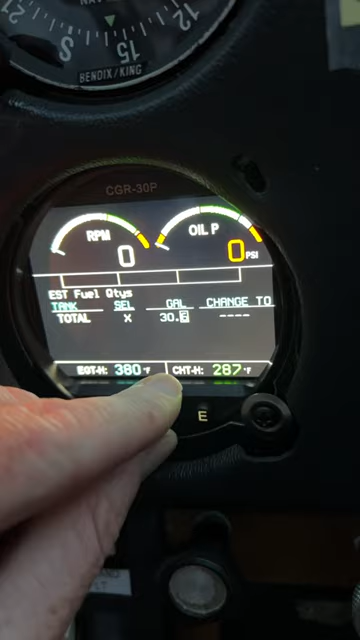 21
S
15
12
BENDIX/KING
CGR-30P
RPM
0
OIL P
0 PSI
EST Fuel Qtys
TANK SEL GAL CHANGE TO
TOTAL X 30. ----
EGT-H: 380 °F CHT-H: 287 °F
E